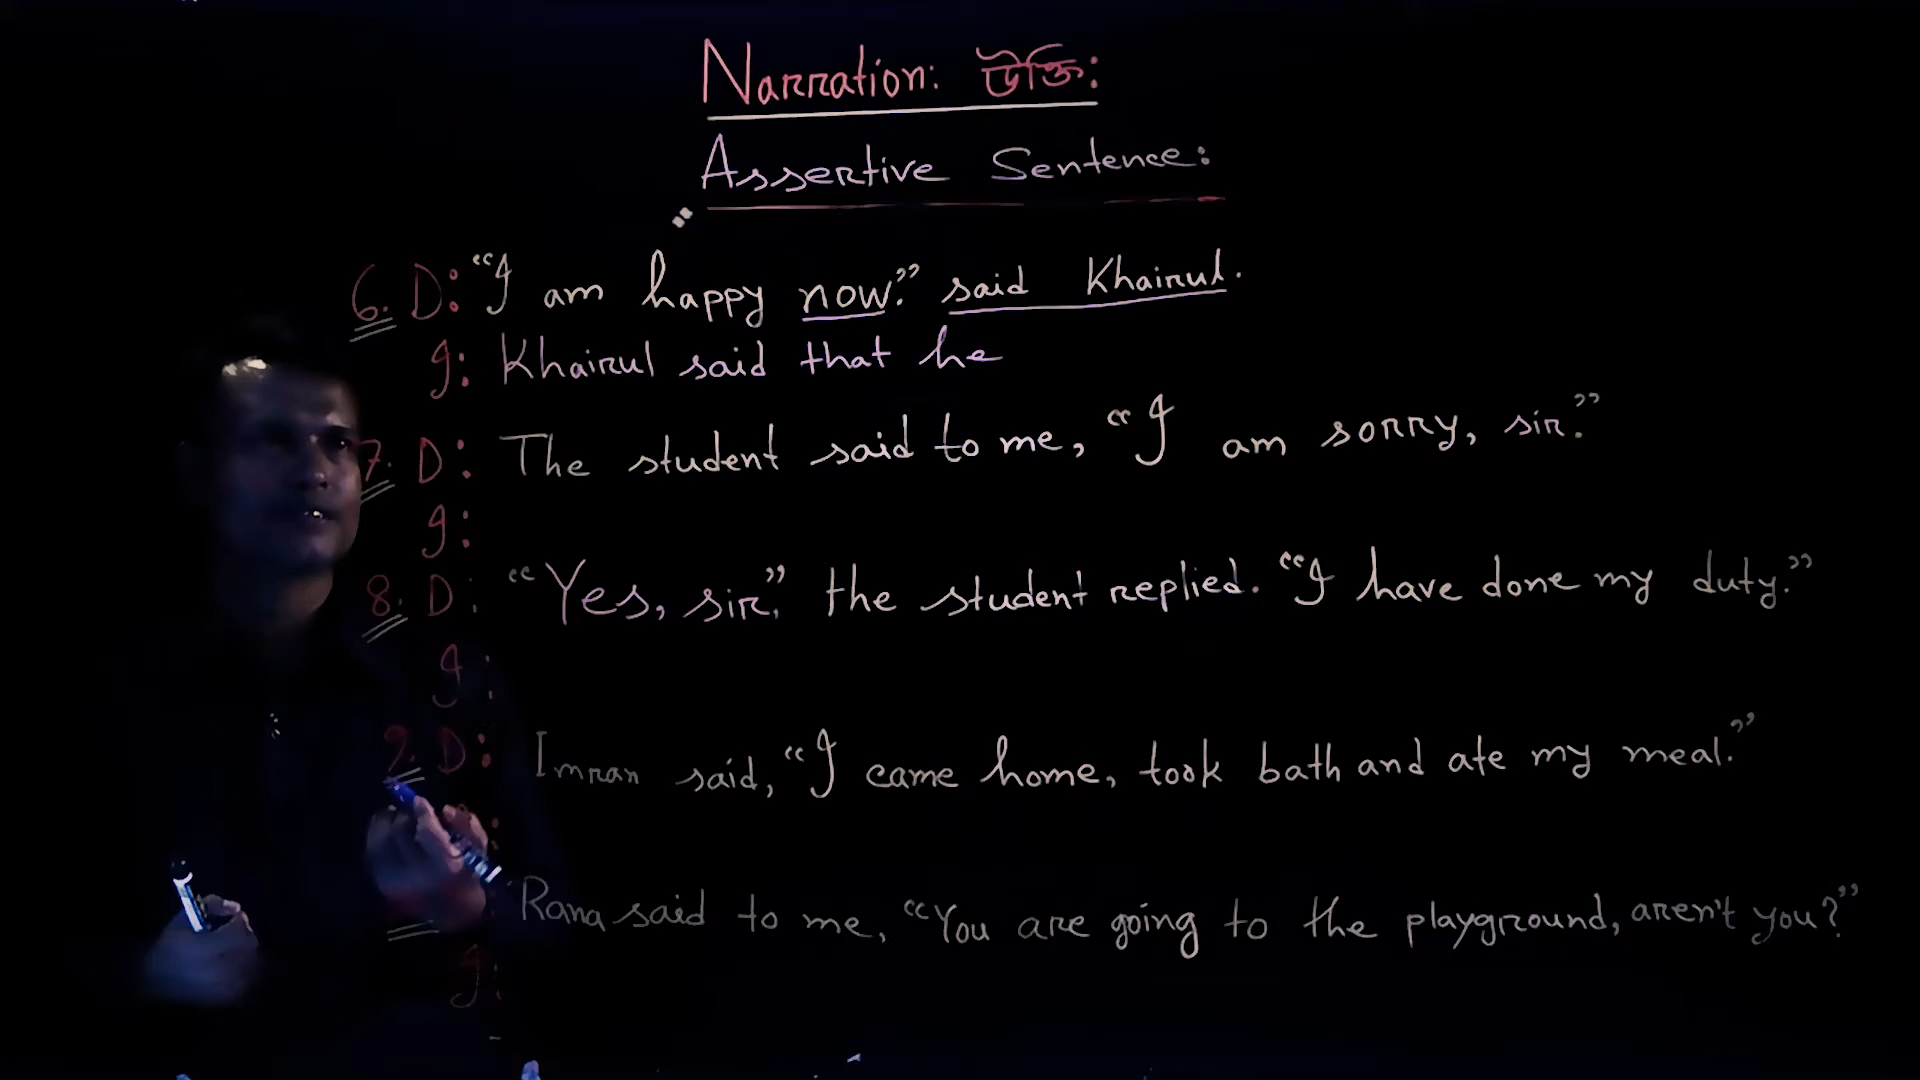 Narration: উক্তি:
Assertive Sentence:
6. D: “I am happy now.” said Khairul.
I: Khairul said that he
7. D: The student said to me, “I am sorry, sir.”
I:
8. D: “Yes, sir,” the student replied. “I have done my duty.”
I:
9. D: Imran said, “I came home, took bath and ate my meal.”
Rana said to me, “You are going to the playground, aren't you?”
I: